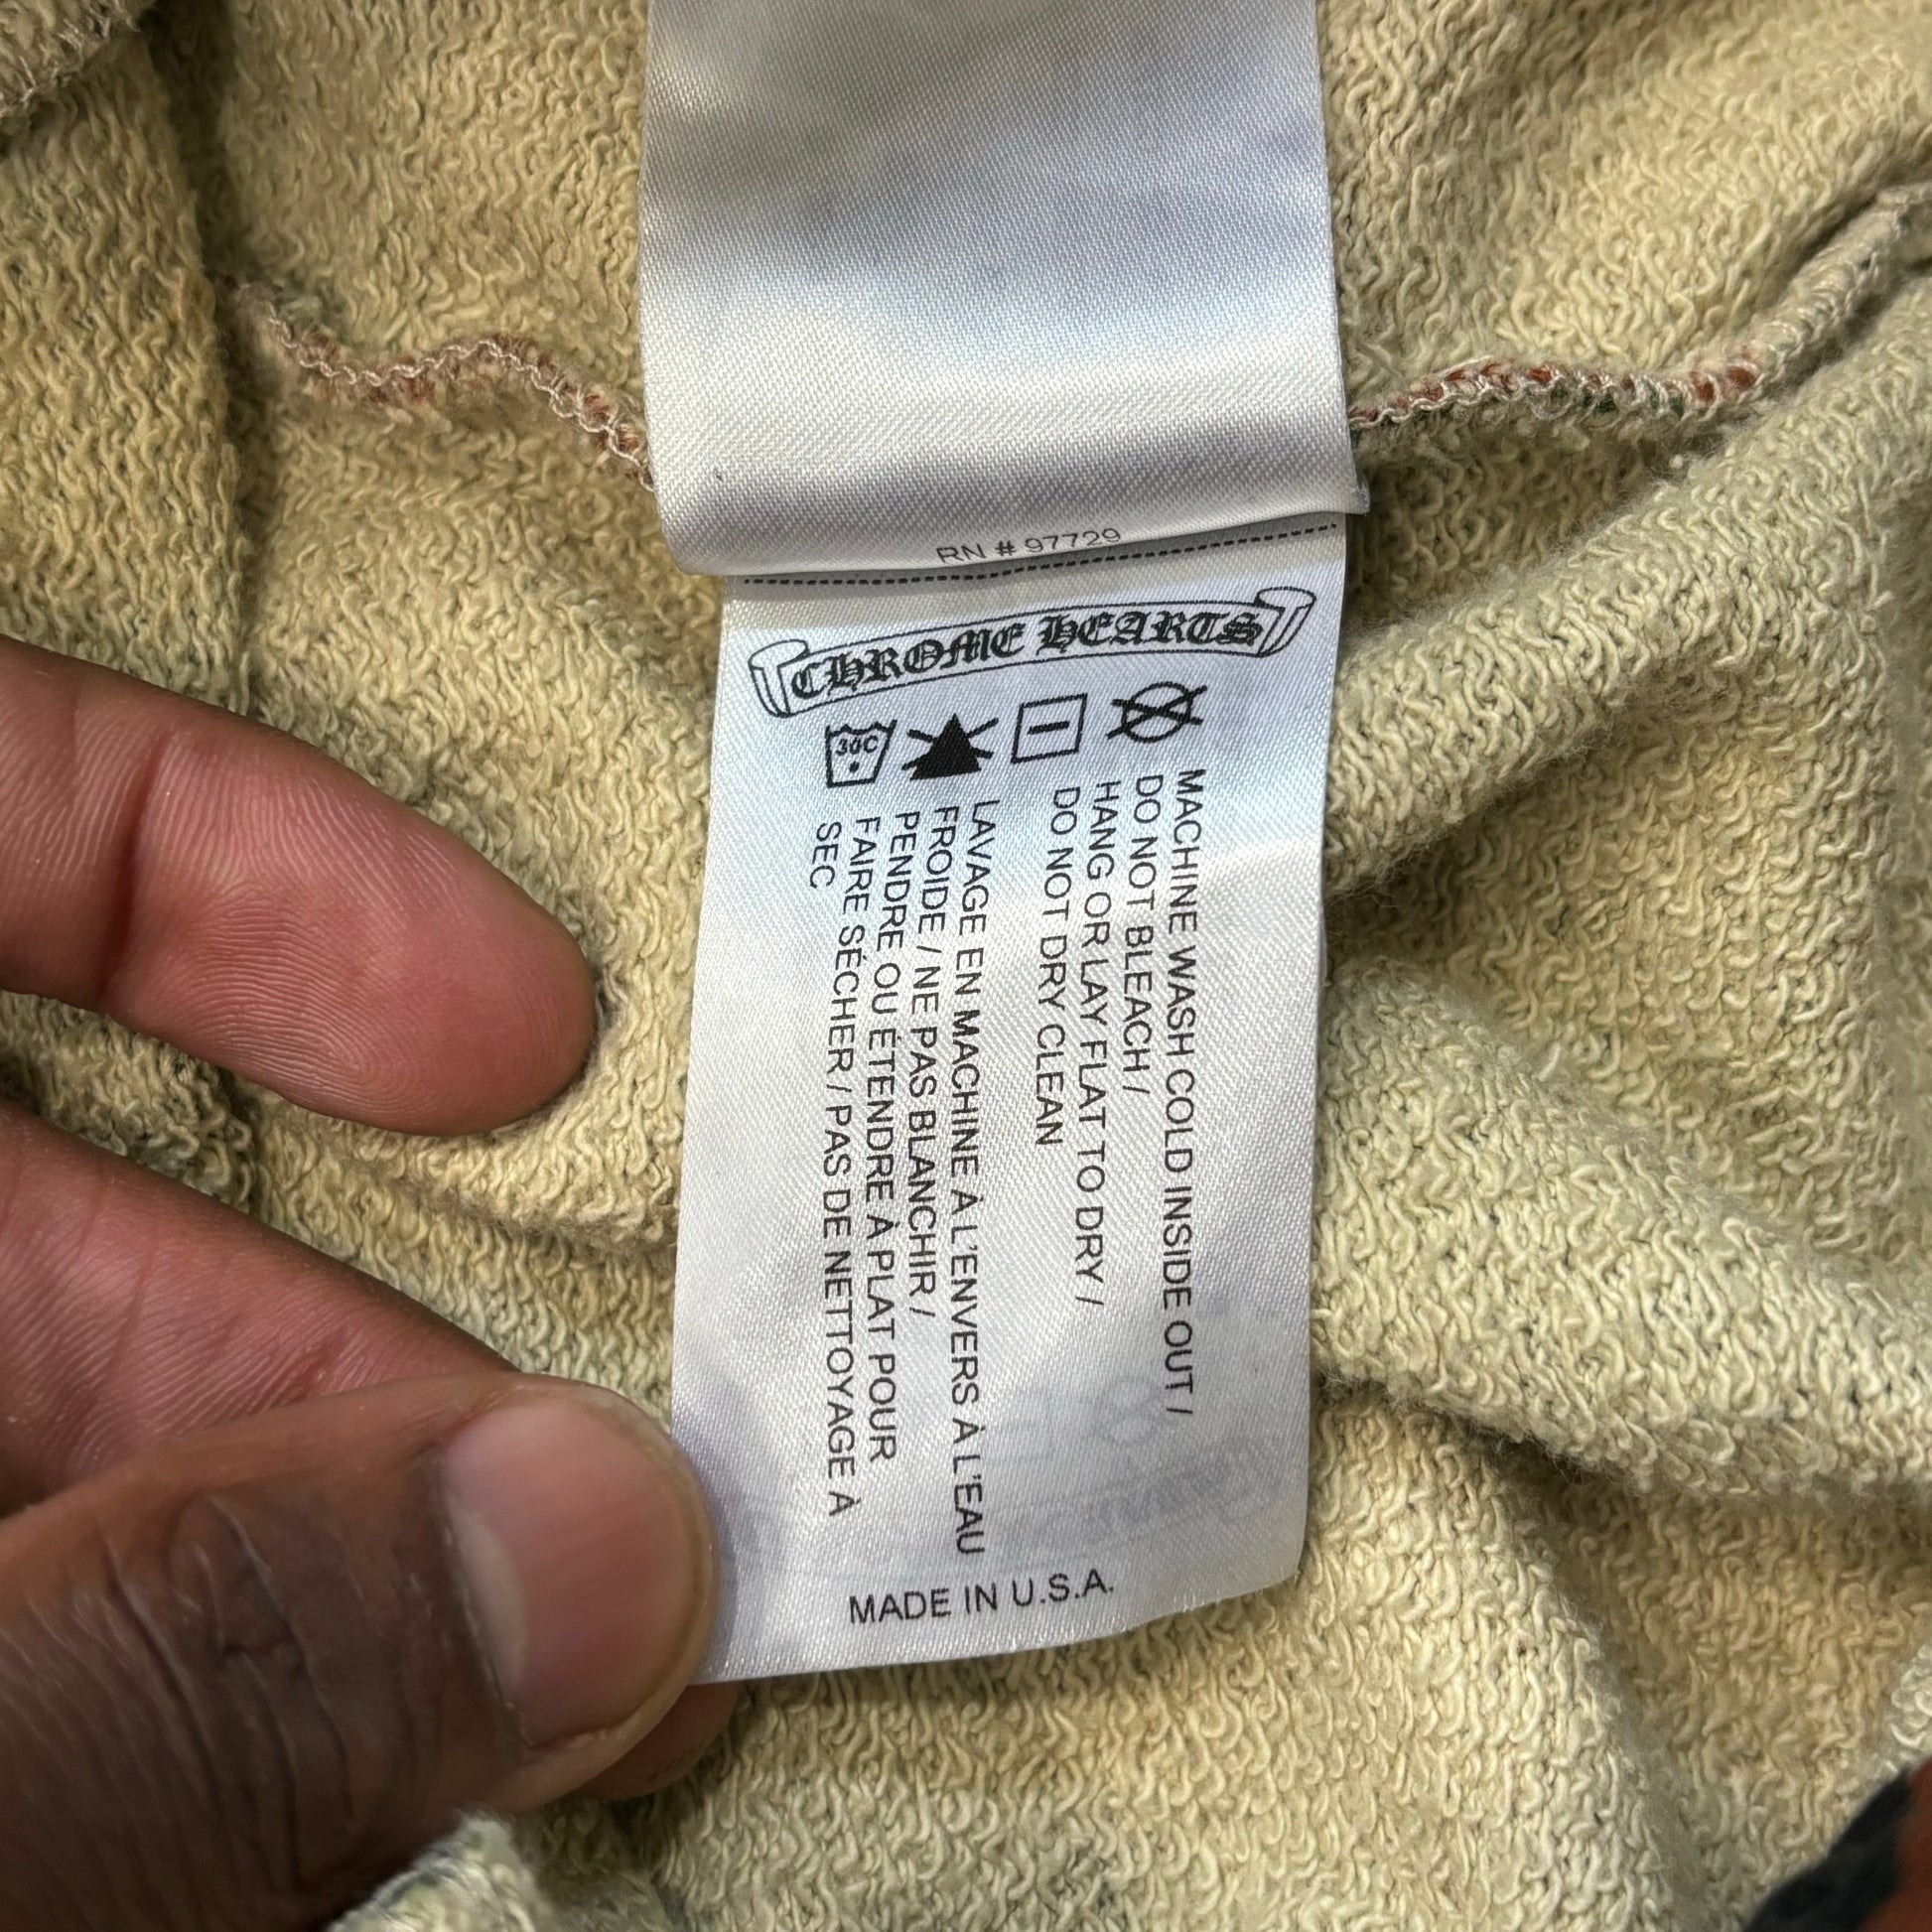 RN # 97729
CHROME HEARTS
30C
MACHINE WASH COLD INSIDE OUT /
DO NOT BLEACH /
HANG OR LAY FLAT TO DRY /
DO NOT DRY CLEAN
LAVAGE EN MACHINE À L'ENVERS À L'EAU
FROIDE / NE PAS BLANCHIR /
PENDRE OU ÉTENDRE À PLAT POUR
FAIRE SÉCHER / PAS DE NETTOYAGE À
SEC
MADE IN U.S.A.